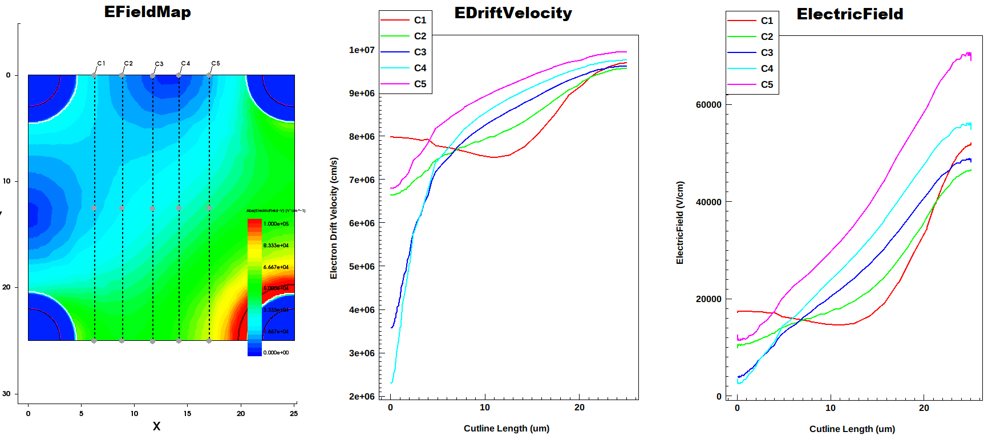 EFieldMap
0
10
20
30
C1
C2
C3
C4
C5
Abs(ElectricField-V) (V*cm^-1)
1.000e+05
8.333e+04
6.667e+04
5.000e+04
3.333e+04
1.667e+04
0.000e+00
0
5
10
15
20
25
X
EDriftVelocity
C1
C2
C3
C4
C5
1e+07
9e+06
8e+06
7e+06
6e+06
5e+06
4e+06
3e+06
2e+06
Electron Drift Velocity (cm/s)
0
10
20
Cutline Length (um)
ElectricField
C1
C2
C3
C4
C5
60000
40000
20000
0
ElectricField (V/cm)
0
10
20
Cutline Length (um)